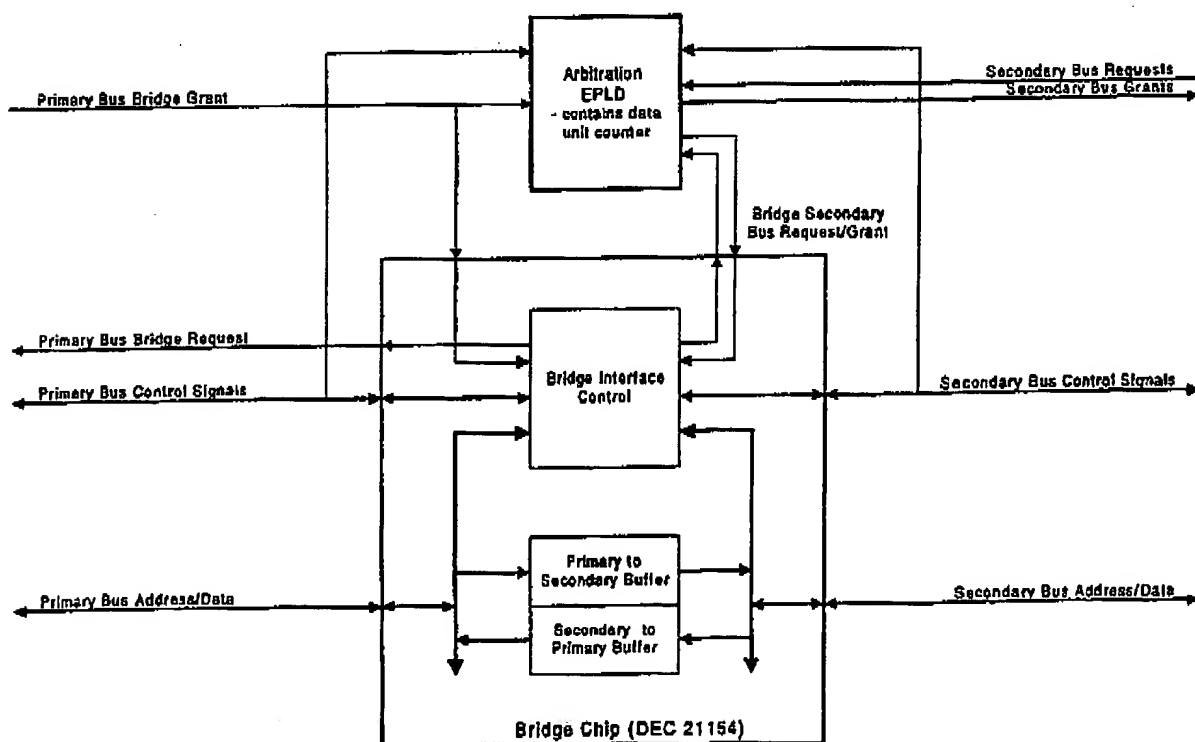 Arbitration
EPLD
- contains data
unit counter
Primary Bus Bridge Grant
Secondary Bus Requests
Secondary Bus Grants
Bridge Secondary
Bus Request/Grant
Primary Bus Bridge Request
Primary Bus Control Signals
Bridge Interface
Control
Secondary Bus Control Signals
Primary to
Secondary Buffer
Primary Bus Address/Data
Secondary Bus Address/Data
Secondary to
Primary Buffer
Bridge Chip (DEC 21154)